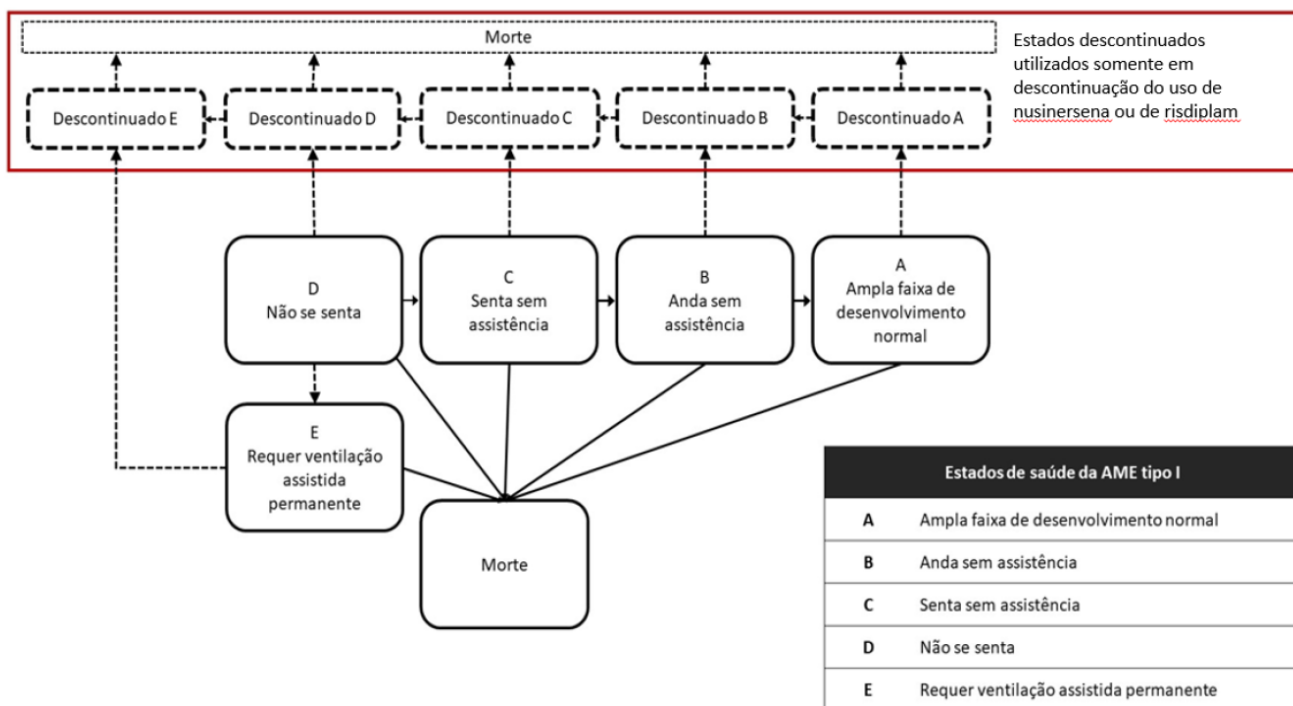 Morte
Estados descontinuados
utilizados somente em
descontinuação do uso de
nusinersena ou de risdiplam
Descontinuado E
Descontinuado D
Descontinuado C
Descontinuado B
Descontinuado A
D
Não se senta
C
Senta sem
assistência
B
Anda sem
assistência
A
Ampla faixa de
desenvolvimento
normal
E
Requer ventilação
assistida
permanente
Morte
Estados de saúde da AME tipo I
A Ampla faixa de desenvolvimento normal
B Anda sem assistência
C Senta sem assistência
D Não se senta
E Requer ventilação assistida permanente